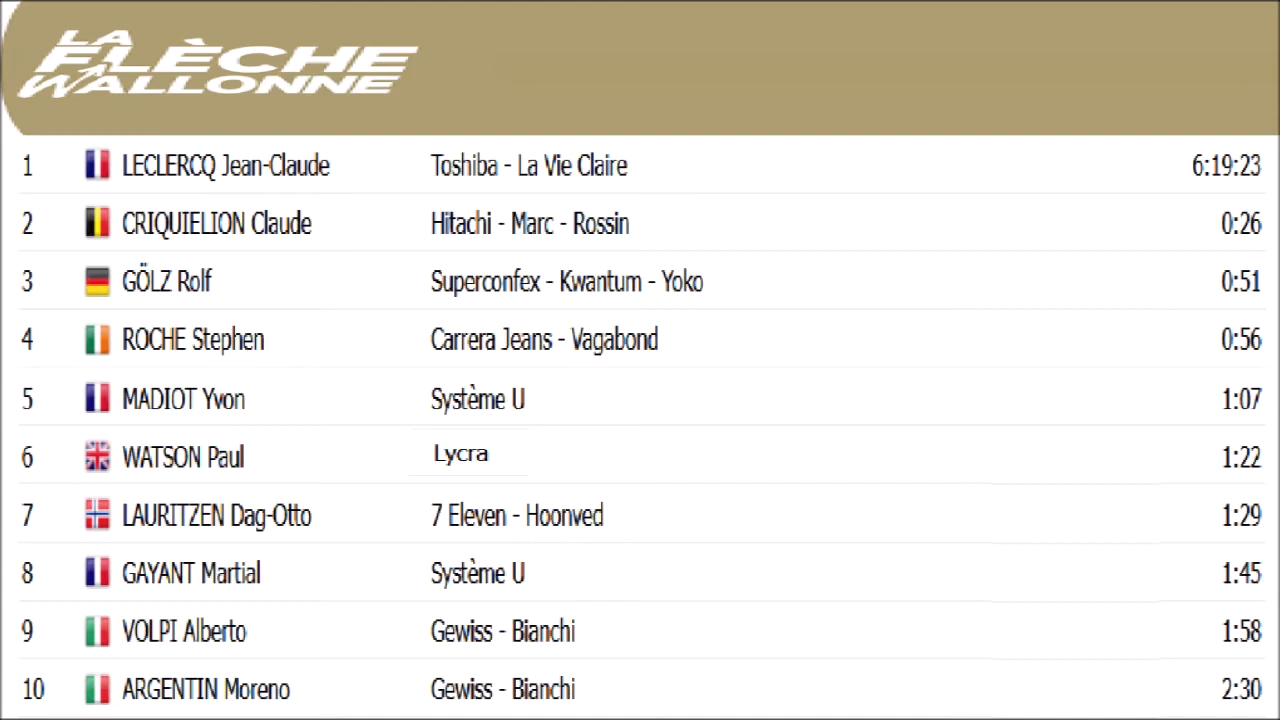 LA
FLÈCHE
WALLONNE
1 LECLERCQ Jean-Claude Toshiba - La Vie Claire 6:19:23
2 CRIQUIELION Claude Hitachi - Marc - Rossin 0:26
3 GÖLZ Rolf Superconfex - Kwantum - Yoko 0:51
4 ROCHE Stephen Carrera Jeans - Vagabond 0:56
5 MADIOT Yvon Système U 1:07
6 WATSON Paul Lycra 1:22
7 LAURITZEN Dag-Otto 7 Eleven - Hoonved 1:29
8 GAYANT Martial Système U 1:45
9 VOLPI Alberto Gewiss - Bianchi 1:58
10 ARGENTIN Moreno Gewiss - Bianchi 2:30